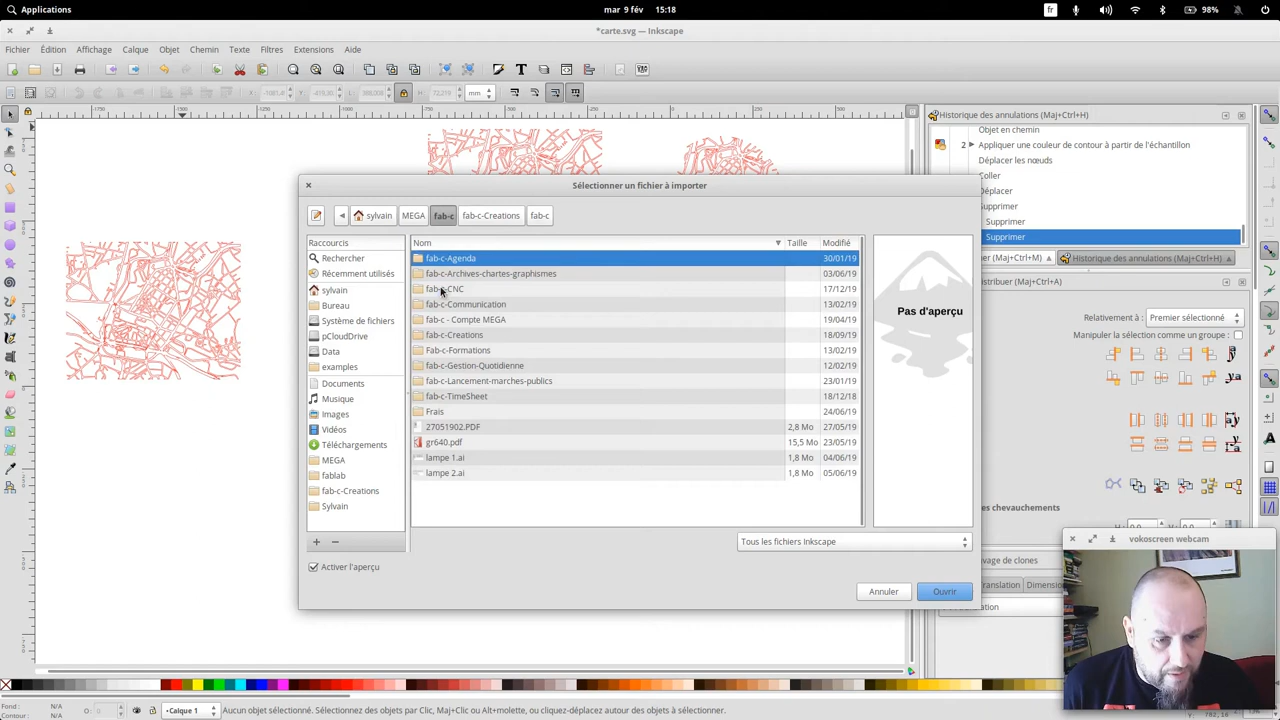 Applications
mar 9 fév 15:18
fr
98%
*carte.svg — Inkscape
Fichier Édition Affichage Calque Objet Chemin Texte Filtres Extensions Aide
X: Y: L: H: mm
Historique des annulations (Maj+Ctrl+H)
Objet en chemin
2 Appliquer une couleur de contour à partir de l'échantillon
Déplacer les nœuds
Coller
Déplacer
Supprimer
Supprimer
Supprimer
er (Maj+Ctrl+M) Historique des annulations (Maj+Ctrl+H)
distribuer (Maj+Ctrl+A)
Relativement à : Premier sélectionné
Manipuler la sélection comme un groupe :
es chevauchements
H : V :
Sélectionner un fichier à importer
sylvain MEGA fab-c fab-c-Creations fab-c
Raccourcis
Rechercher
Récemment utilisés
sylvain
Bureau
Système de fichiers
pCloudDrive
Data
examples
Documents
Musique
Images
Vidéos
Téléchargements
MEGA
fablab
fab-c-Creations
Sylvain
Nom Taille Modifié
fab-c-Agenda 30/01/19
fab-c-Archives-chartes-graphismes 03/06/19
fab-c-CNC 17/12/19
fab-c-Communication 13/02/19
fab-c - Compte MEGA 19/04/19
fab-c-Creations 18/09/19
Fab-c-Formations 13/02/19
fab-c-Gestion-Quotidienne 12/02/19
fab-c-Lancement-marches-publics 23/01/19
fab-c-TimeSheet 18/12/18
Frais 24/06/19
27051902.PDF 2,8 Mo 27/05/19
gr640.pdf 15,5 Mo 23/05/19
lampe 1.ai 1,8 Mo 04/06/19
lampe 2.ai 1,8 Mo 05/06/19
Pas d'aperçu
Tous les fichiers Inkscape
Activer l'aperçu
Annuler Ouvrir
vokoscreen webcam
Fond : N/A
Contour : N/A
O: 0
•Calque 1
Aucun objet sélectionné. Sélectionnez des objets par Clic, Maj+Clic ou Alt+molette, ou cliquez-déplacez autour des objets à sélectionner.